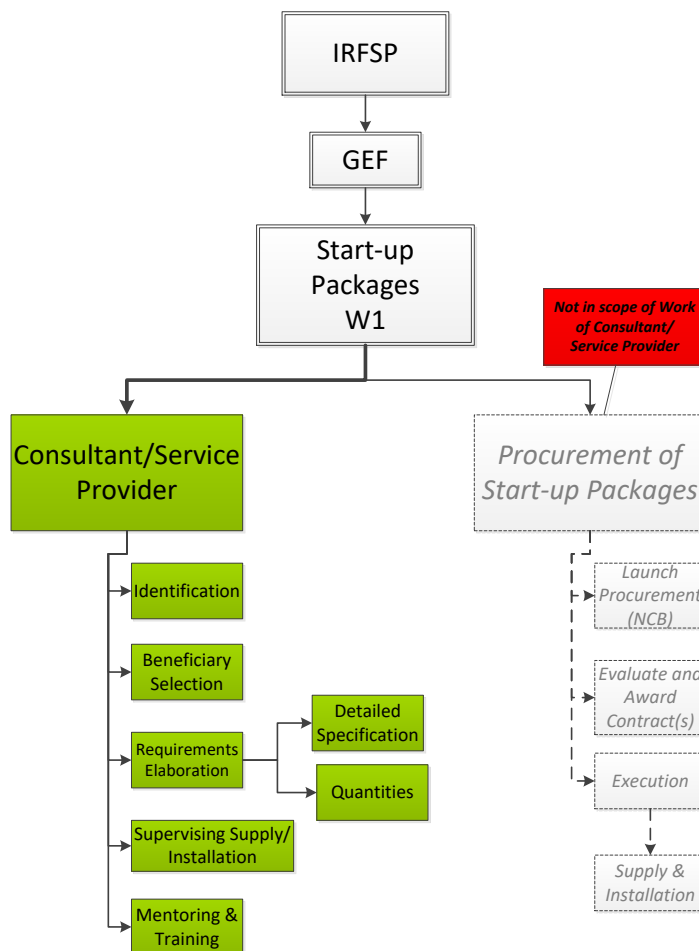 IRFSP
GEF
Start-up
Packages
W1
Not in scope of Work
of Consultant/
Service Provider
Consultant/Service
Provider
Procurement of
Start-up Packages
Identification
Launch
Procurement
(NCB)
Beneficiary
Selection
Evaluate and
Award
Contract(s)
Detailed
Specification
Requirements
Elaboration
Quantities
Execution
Supervising Supply/
Installation
Supply &
Installation
Mentoring &
Training